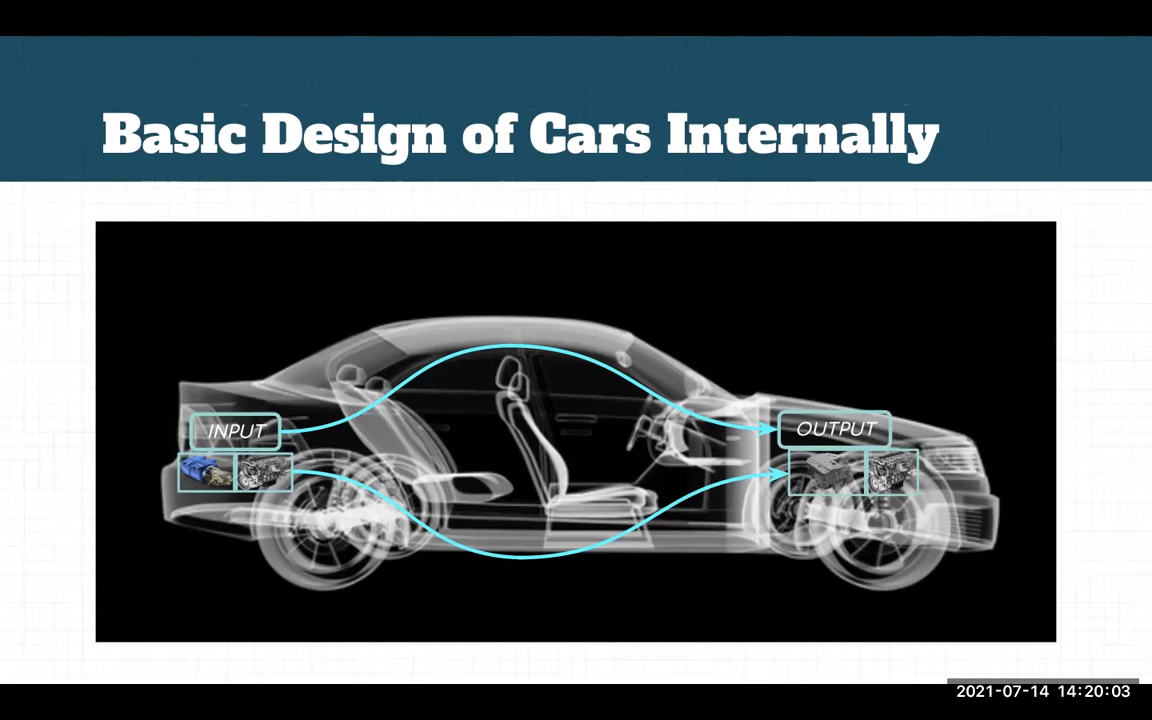 Basic Design of Cars Internally
INPUT
OUTPUT
2021-07-14 14:20:03